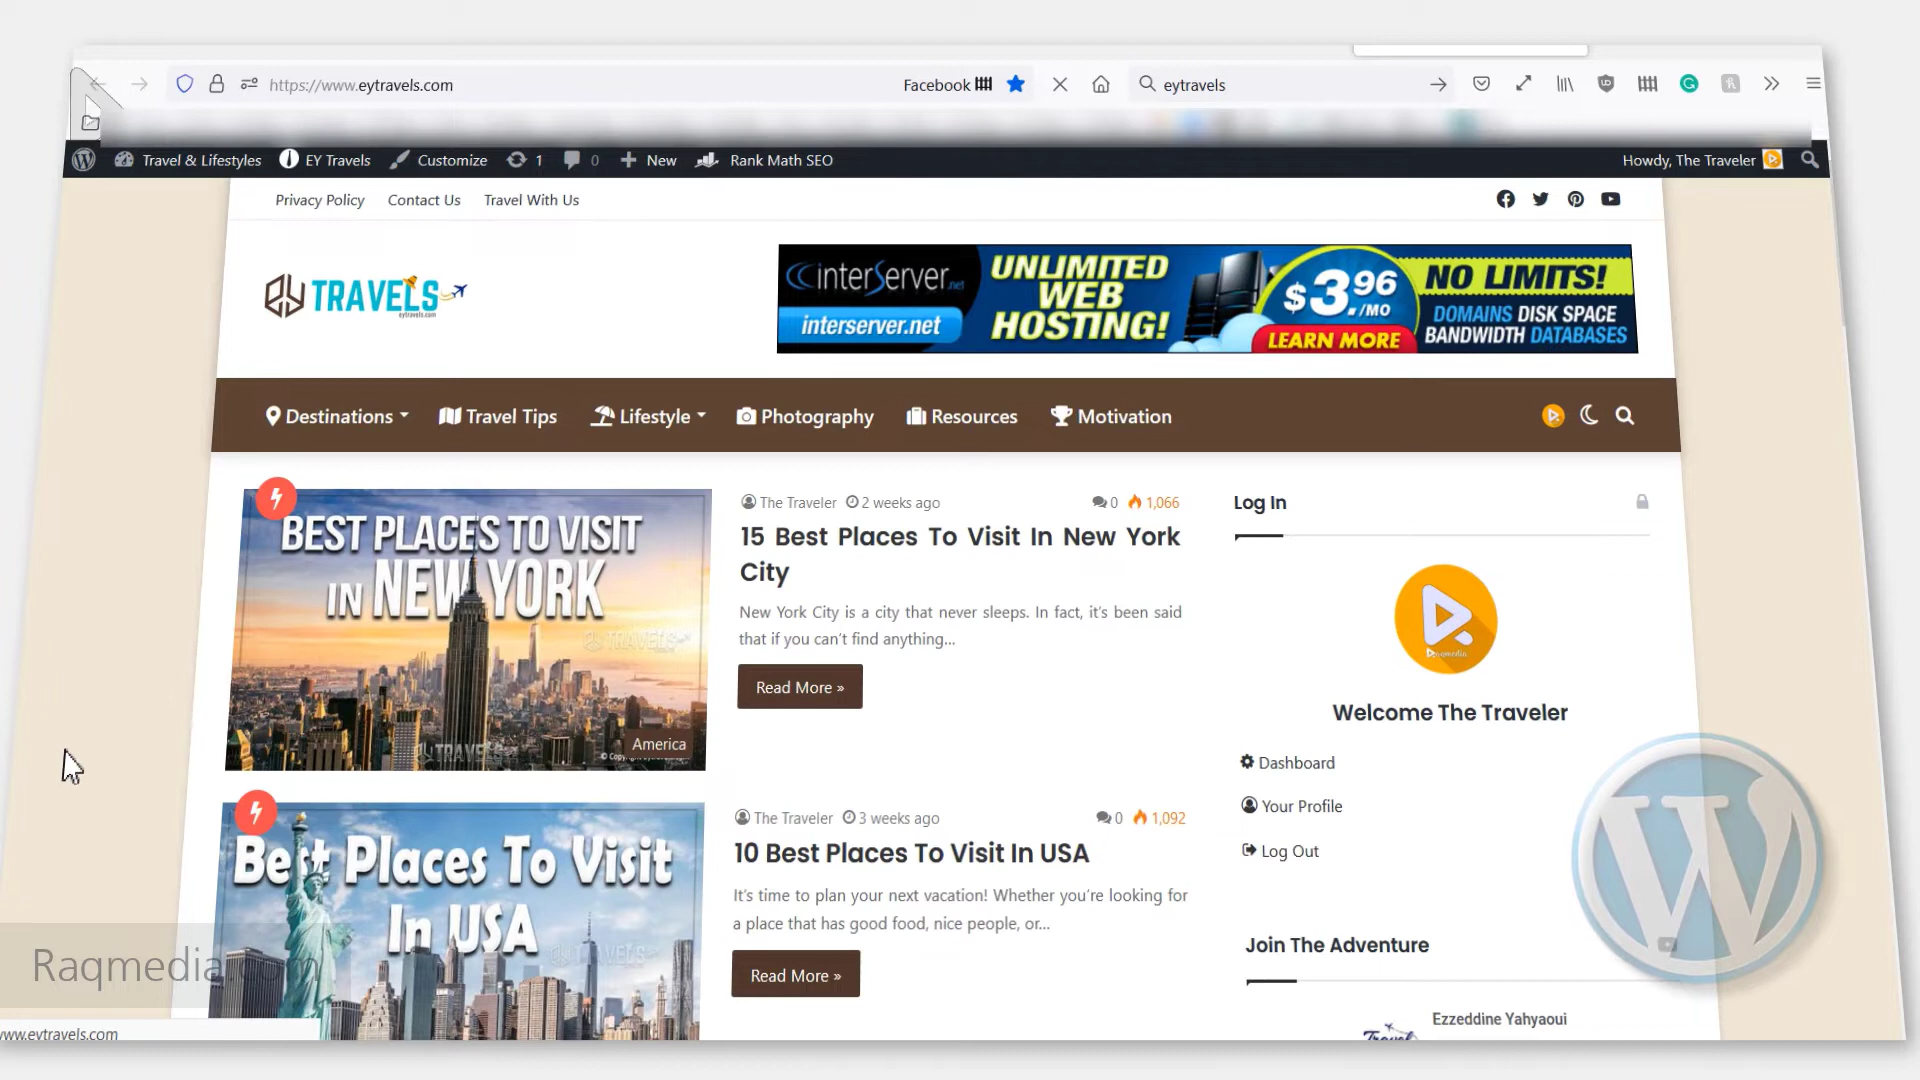 https://www.eytravels.com
Facebook
eytravels
Travel & Lifestyles
EY Travels
Customize
1
0
New
Rank Math SEO
Howdy, The Traveler
Privacy Policy
Contact Us
Travel With Us
TRAVELS
eytravels.com
interserver.net
interserver.net
UNLIMITED
WEB
HOSTING!
$3.96/MO
LEARN MORE
NO LIMITS!
DOMAINS DISK SPACE
BANDWIDTH DATABASES
Destinations
Travel Tips
Lifestyle
Photography
Resources
Motivation
BEST PLACES TO VISIT
IN NEW YORK
TRAVELS
America
The Traveler
2 weeks ago
0
1,066
15 Best Places To Visit In New York
City
New York City is a city that never sleeps. In fact, it's been said
that if you can't find anything...
Read More »
Log In
Raqmedia
Welcome The Traveler
Dashboard
Your Profile
Log Out
Best Places To Visit
In USA
The Traveler
3 weeks ago
0
1,092
10 Best Places To Visit In USA
It's time to plan your next vacation! Whether you're looking for
a place that has good food, nice people, or...
Read More »
Join The Adventure
Ezzeddine Yahyaoui
Travel
Raqmedia.com
www.eytravels.com